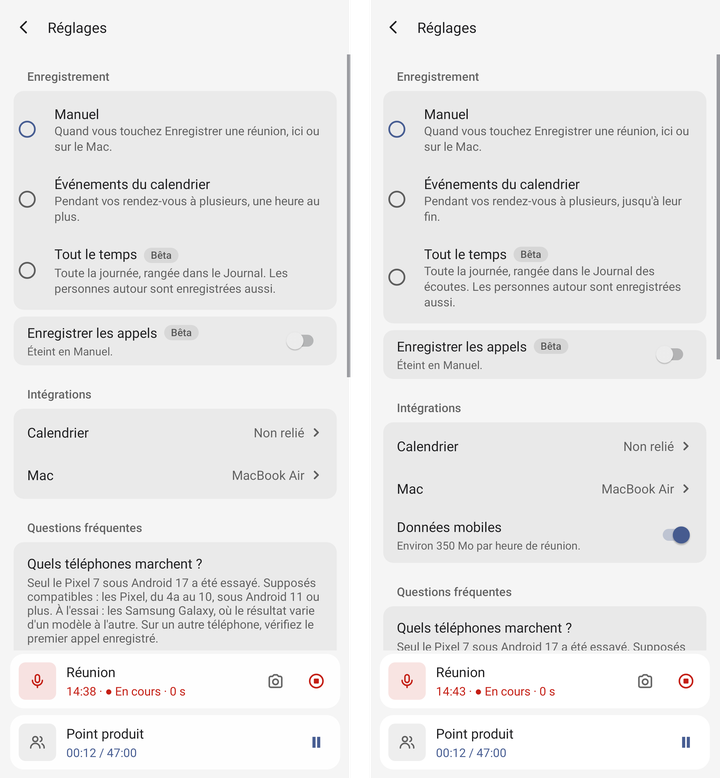 Réglages
Enregistrement
Manuel
Quand vous touchez Enregistrer une réunion, ici ou
sur le Mac.
Événements du calendrier
Pendant vos rendez-vous à plusieurs, une heure au
plus.
Tout le temps Bêta
Toute la journée, rangée dans le Journal. Les
personnes autour sont enregistrées aussi.
Enregistrer les appels Bêta
Éteint en Manuel.
Intégrations
Calendrier Non relié
Mac MacBook Air
Questions fréquentes
Quels téléphones marchent ?
Seul le Pixel 7 sous Android 17 a été essayé. Supposés
compatibles : les Pixel, du 4a au 10, sous Android 11 ou
plus. À l'essai : les Samsung Galaxy, où le résultat varie
d'un modèle à l'autre. Sur un autre téléphone, vérifiez le
premier appel enregistré.
Réunion
14:38 · ● En cours · 0 s
Point produit
00:12 / 47:00
Réglages
Enregistrement
Manuel
Quand vous touchez Enregistrer une réunion, ici ou
sur le Mac.
Événements du calendrier
Pendant vos rendez-vous à plusieurs, jusqu'à leur
fin.
Tout le temps Bêta
Toute la journée, rangée dans le Journal des
écoutes. Les personnes autour sont enregistrées
aussi.
Enregistrer les appels Bêta
Éteint en Manuel.
Intégrations
Calendrier Non relié
Mac MacBook Air
Données mobiles
Environ 350 Mo par heure de réunion.
Questions fréquentes
Quels téléphones marchent ?
Seul le Pixel 7 sous Android 17 a été essayé. Supposés
Réunion
14:43 · ● En cours · 0 s
Point produit
00:12 / 47:00